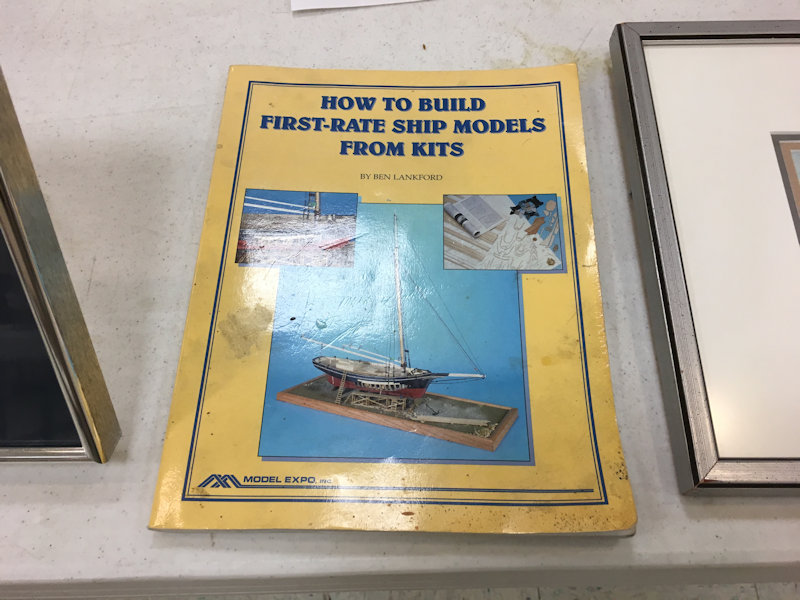 HOW TO BUILD
FIRST-RATE SHIP MODELS
FROM KITS
BY BEN LANKFORD
MODEL EXPO, INC.